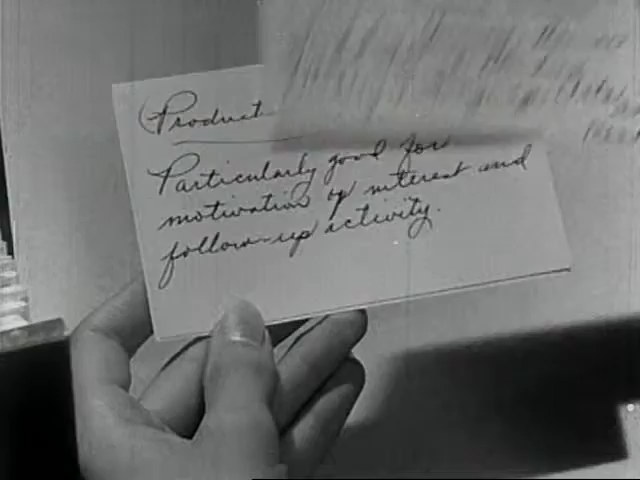 (Product
Particularly good for
motivation of interest and
follow-up activity.